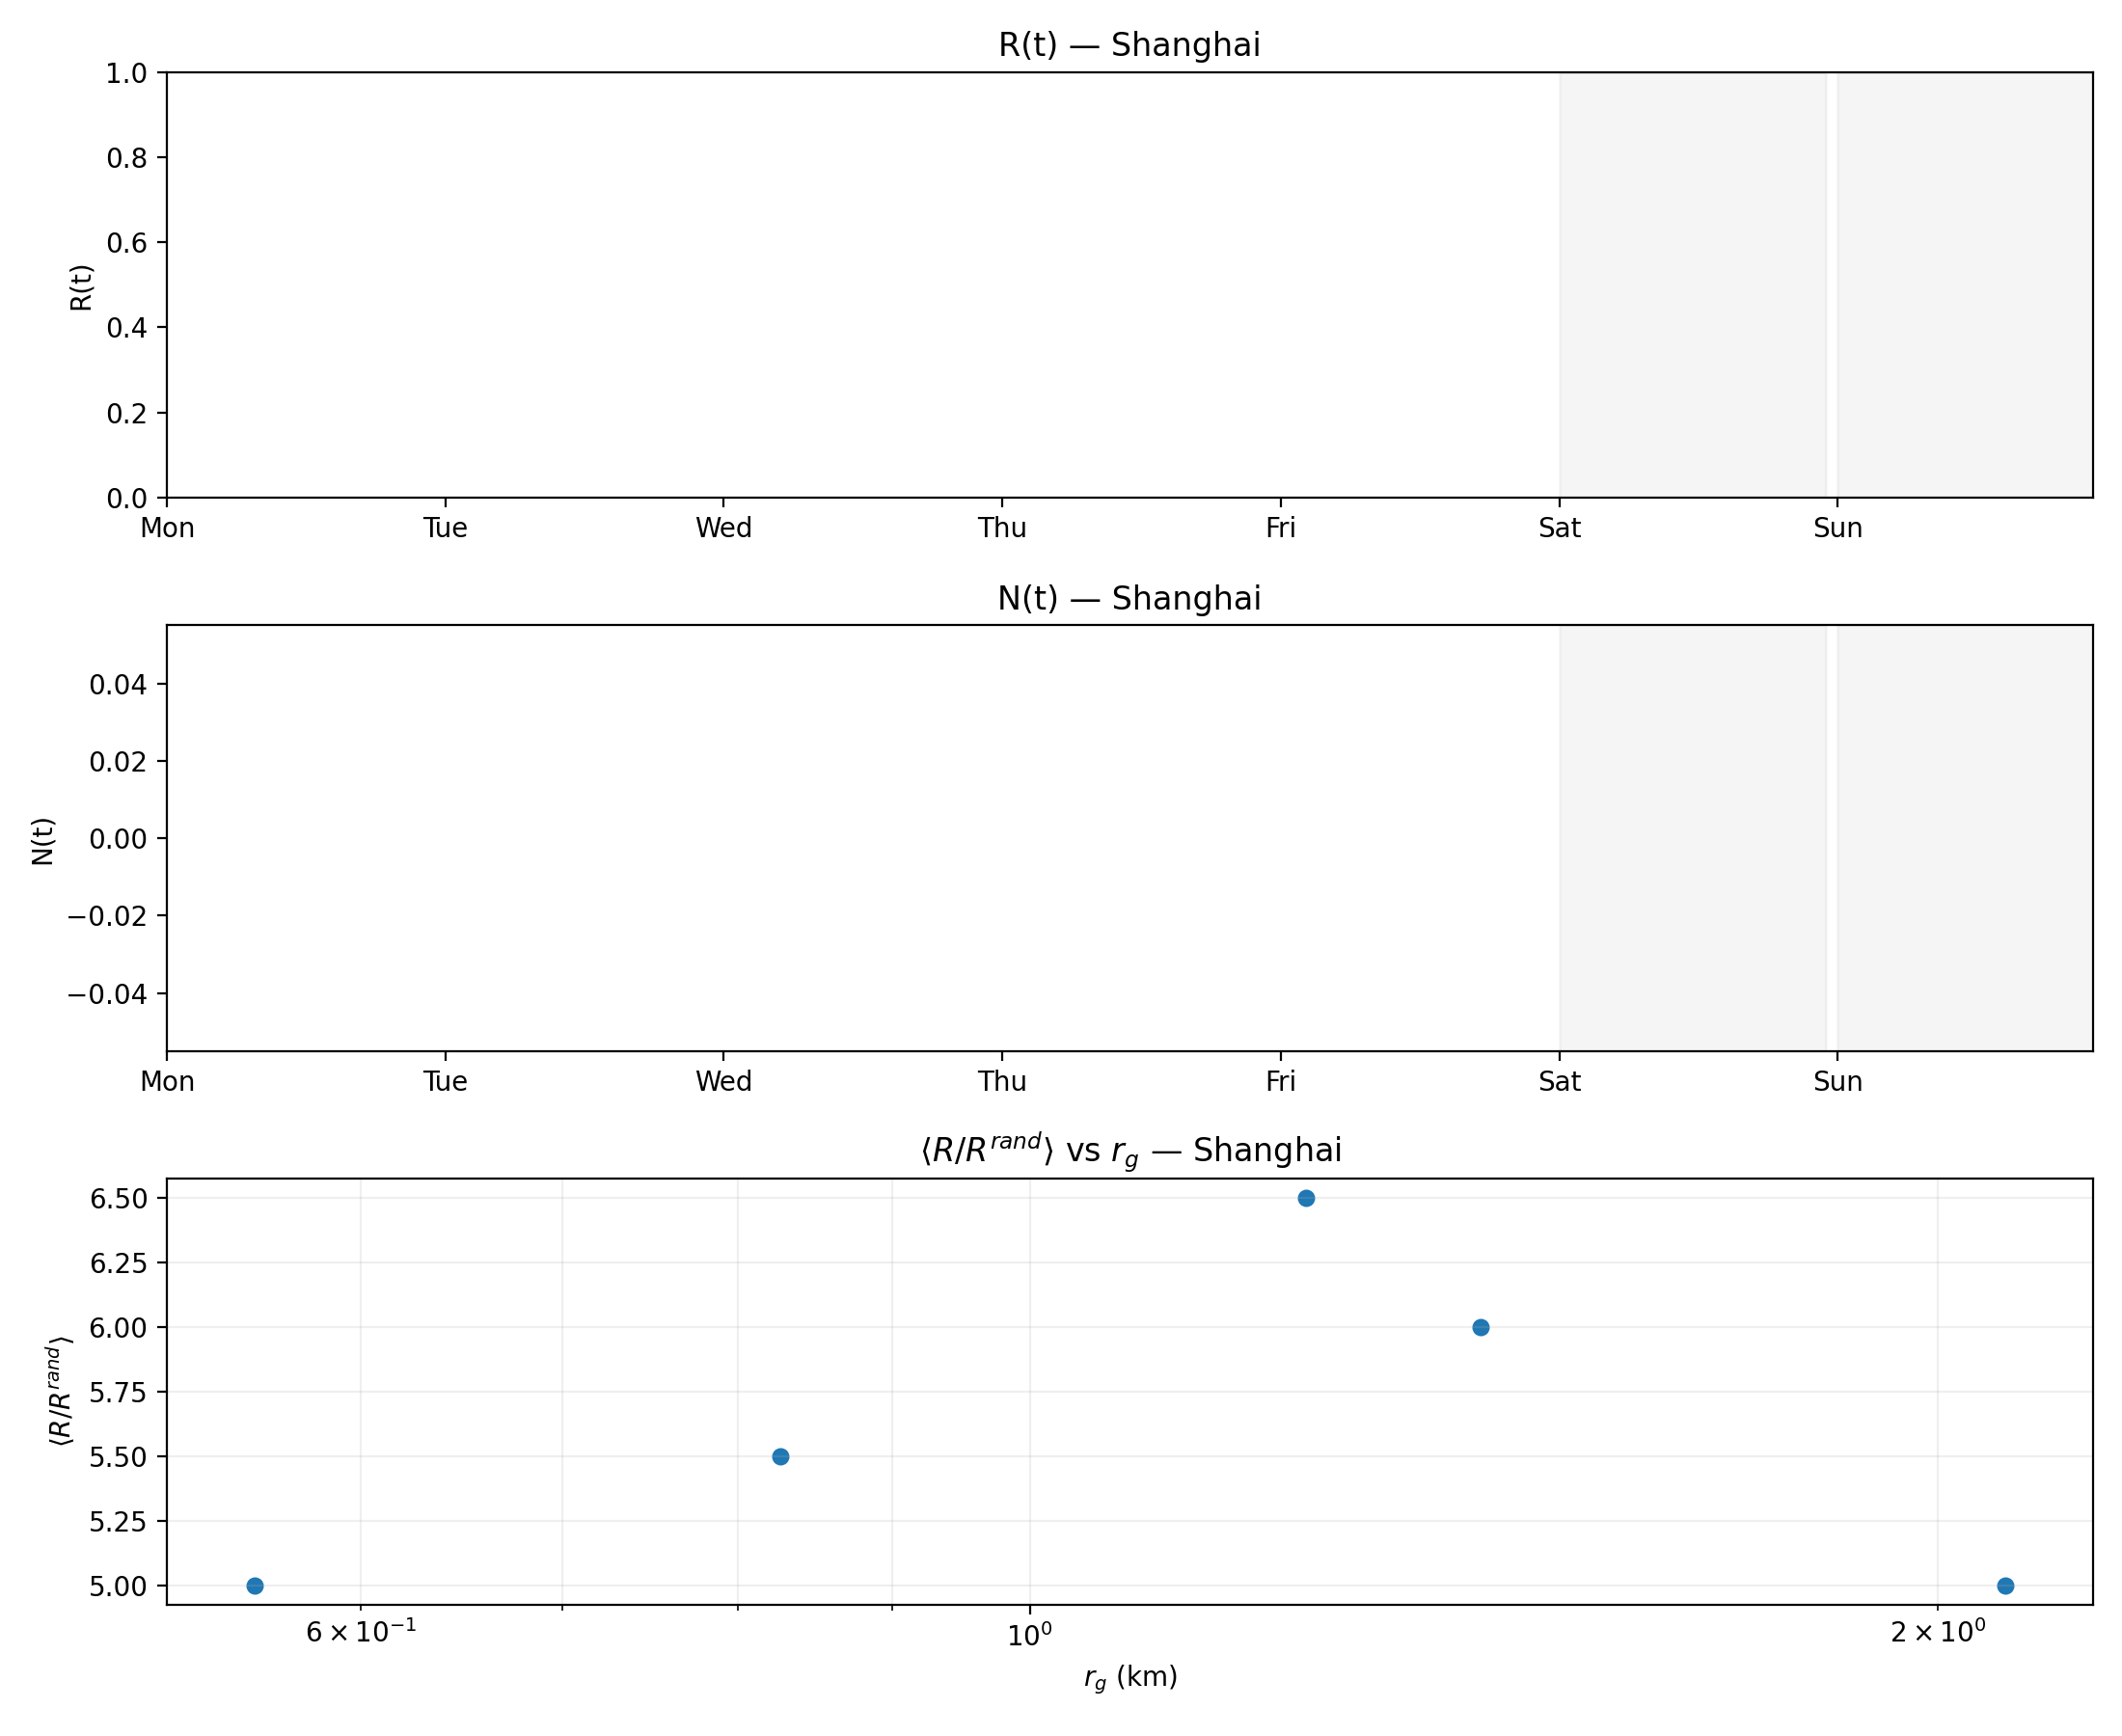 R(t) — Shanghai
1.0
0.8
0.6
0.4
0.2
0.0
R(t)
Mon Tue Wed Thu Fri Sat Sun
N(t) — Shanghai
0.04
0.02
0.00
−0.02
−0.04
N(t)
Mon Tue Wed Thu Fri Sat Sun
⟨R/R^{rand}⟩ vs r_g — Shanghai
6.50
6.25
6.00
5.75
5.50
5.25
5.00
⟨R/R^{rand}⟩
6 × 10^{−1} 10^0 2 × 10^0
r_g (km)